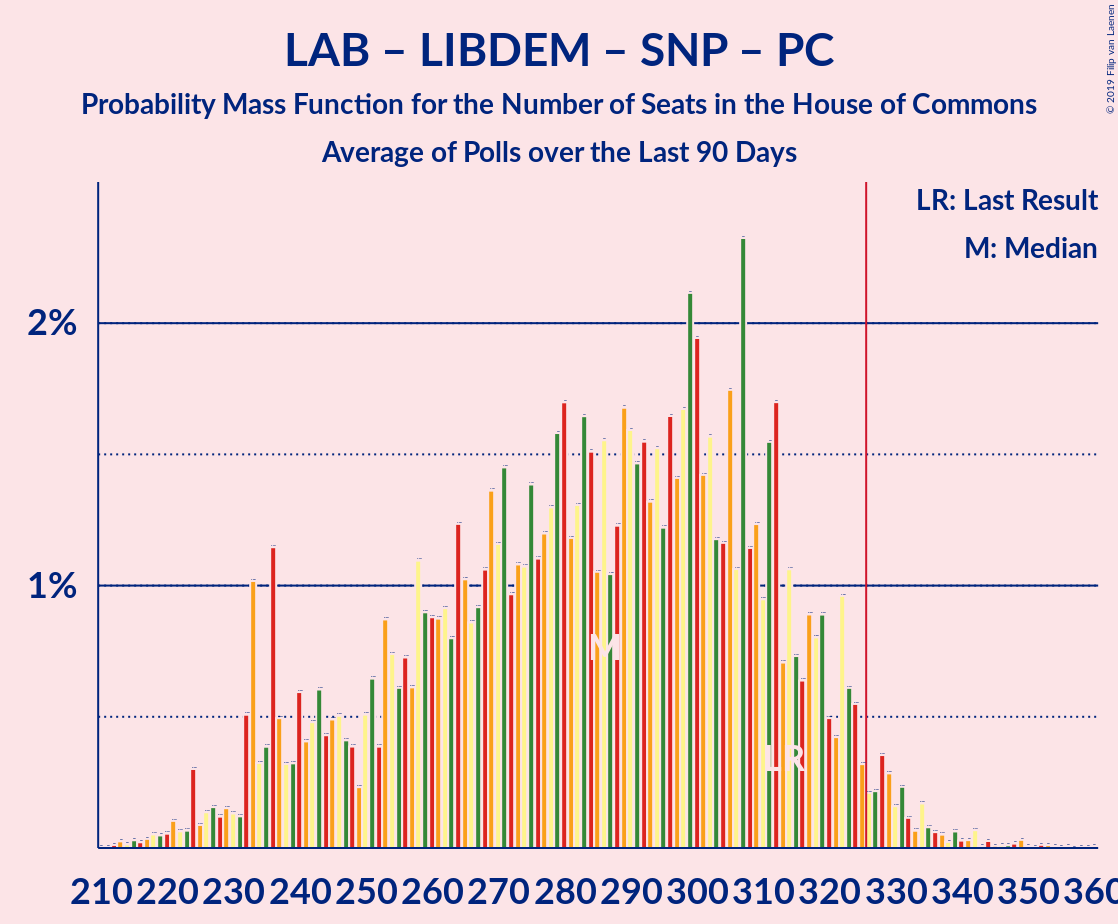 LAB – LIBDEM – SNP – PC
Probability Mass Function for the Number of Seats in the House of Commons
Average of Polls over the Last 90 Days
© 2019 Filip van Laenen
LR: Last Result
M: Median
2%
1%
M
LR
210 220 230 240 250 260 270 280 290 300 310 320 330 340 350 360